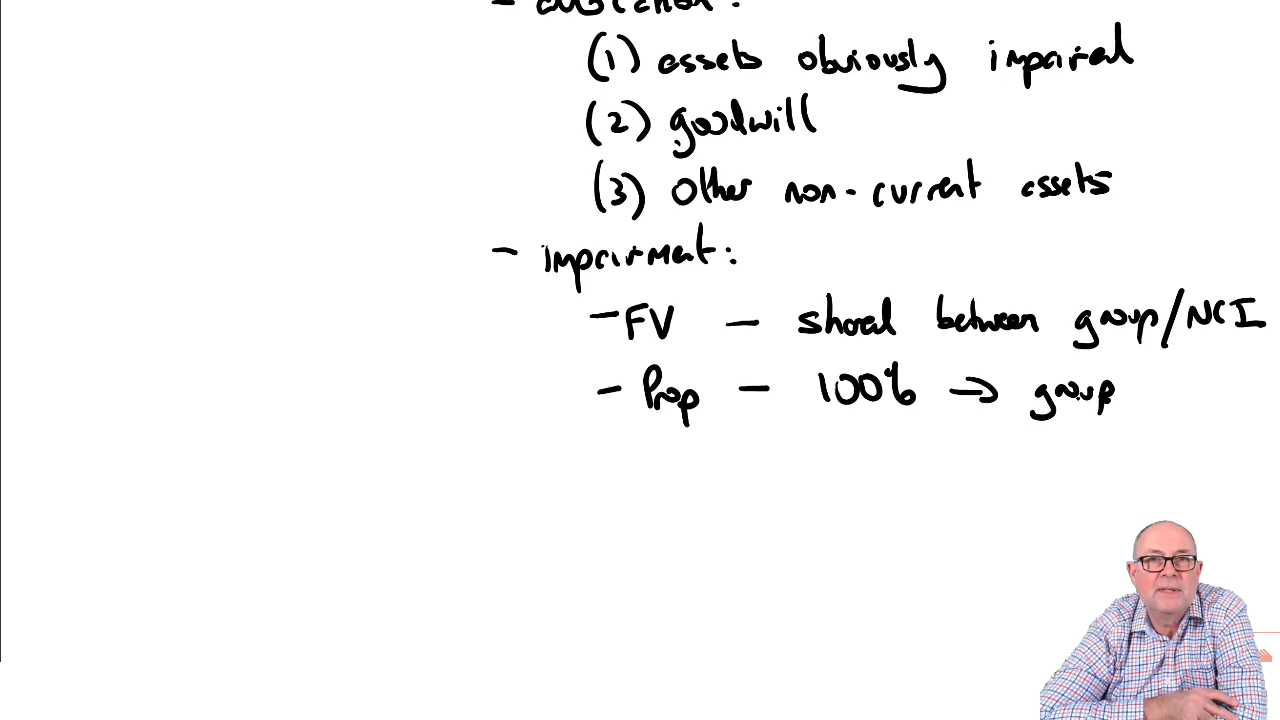 (1) assets obviously impaired
(2) goodwill
(3) Other non-current assets
- impairment:
- FV - shared between group/NCI
- Prop - 100% → group